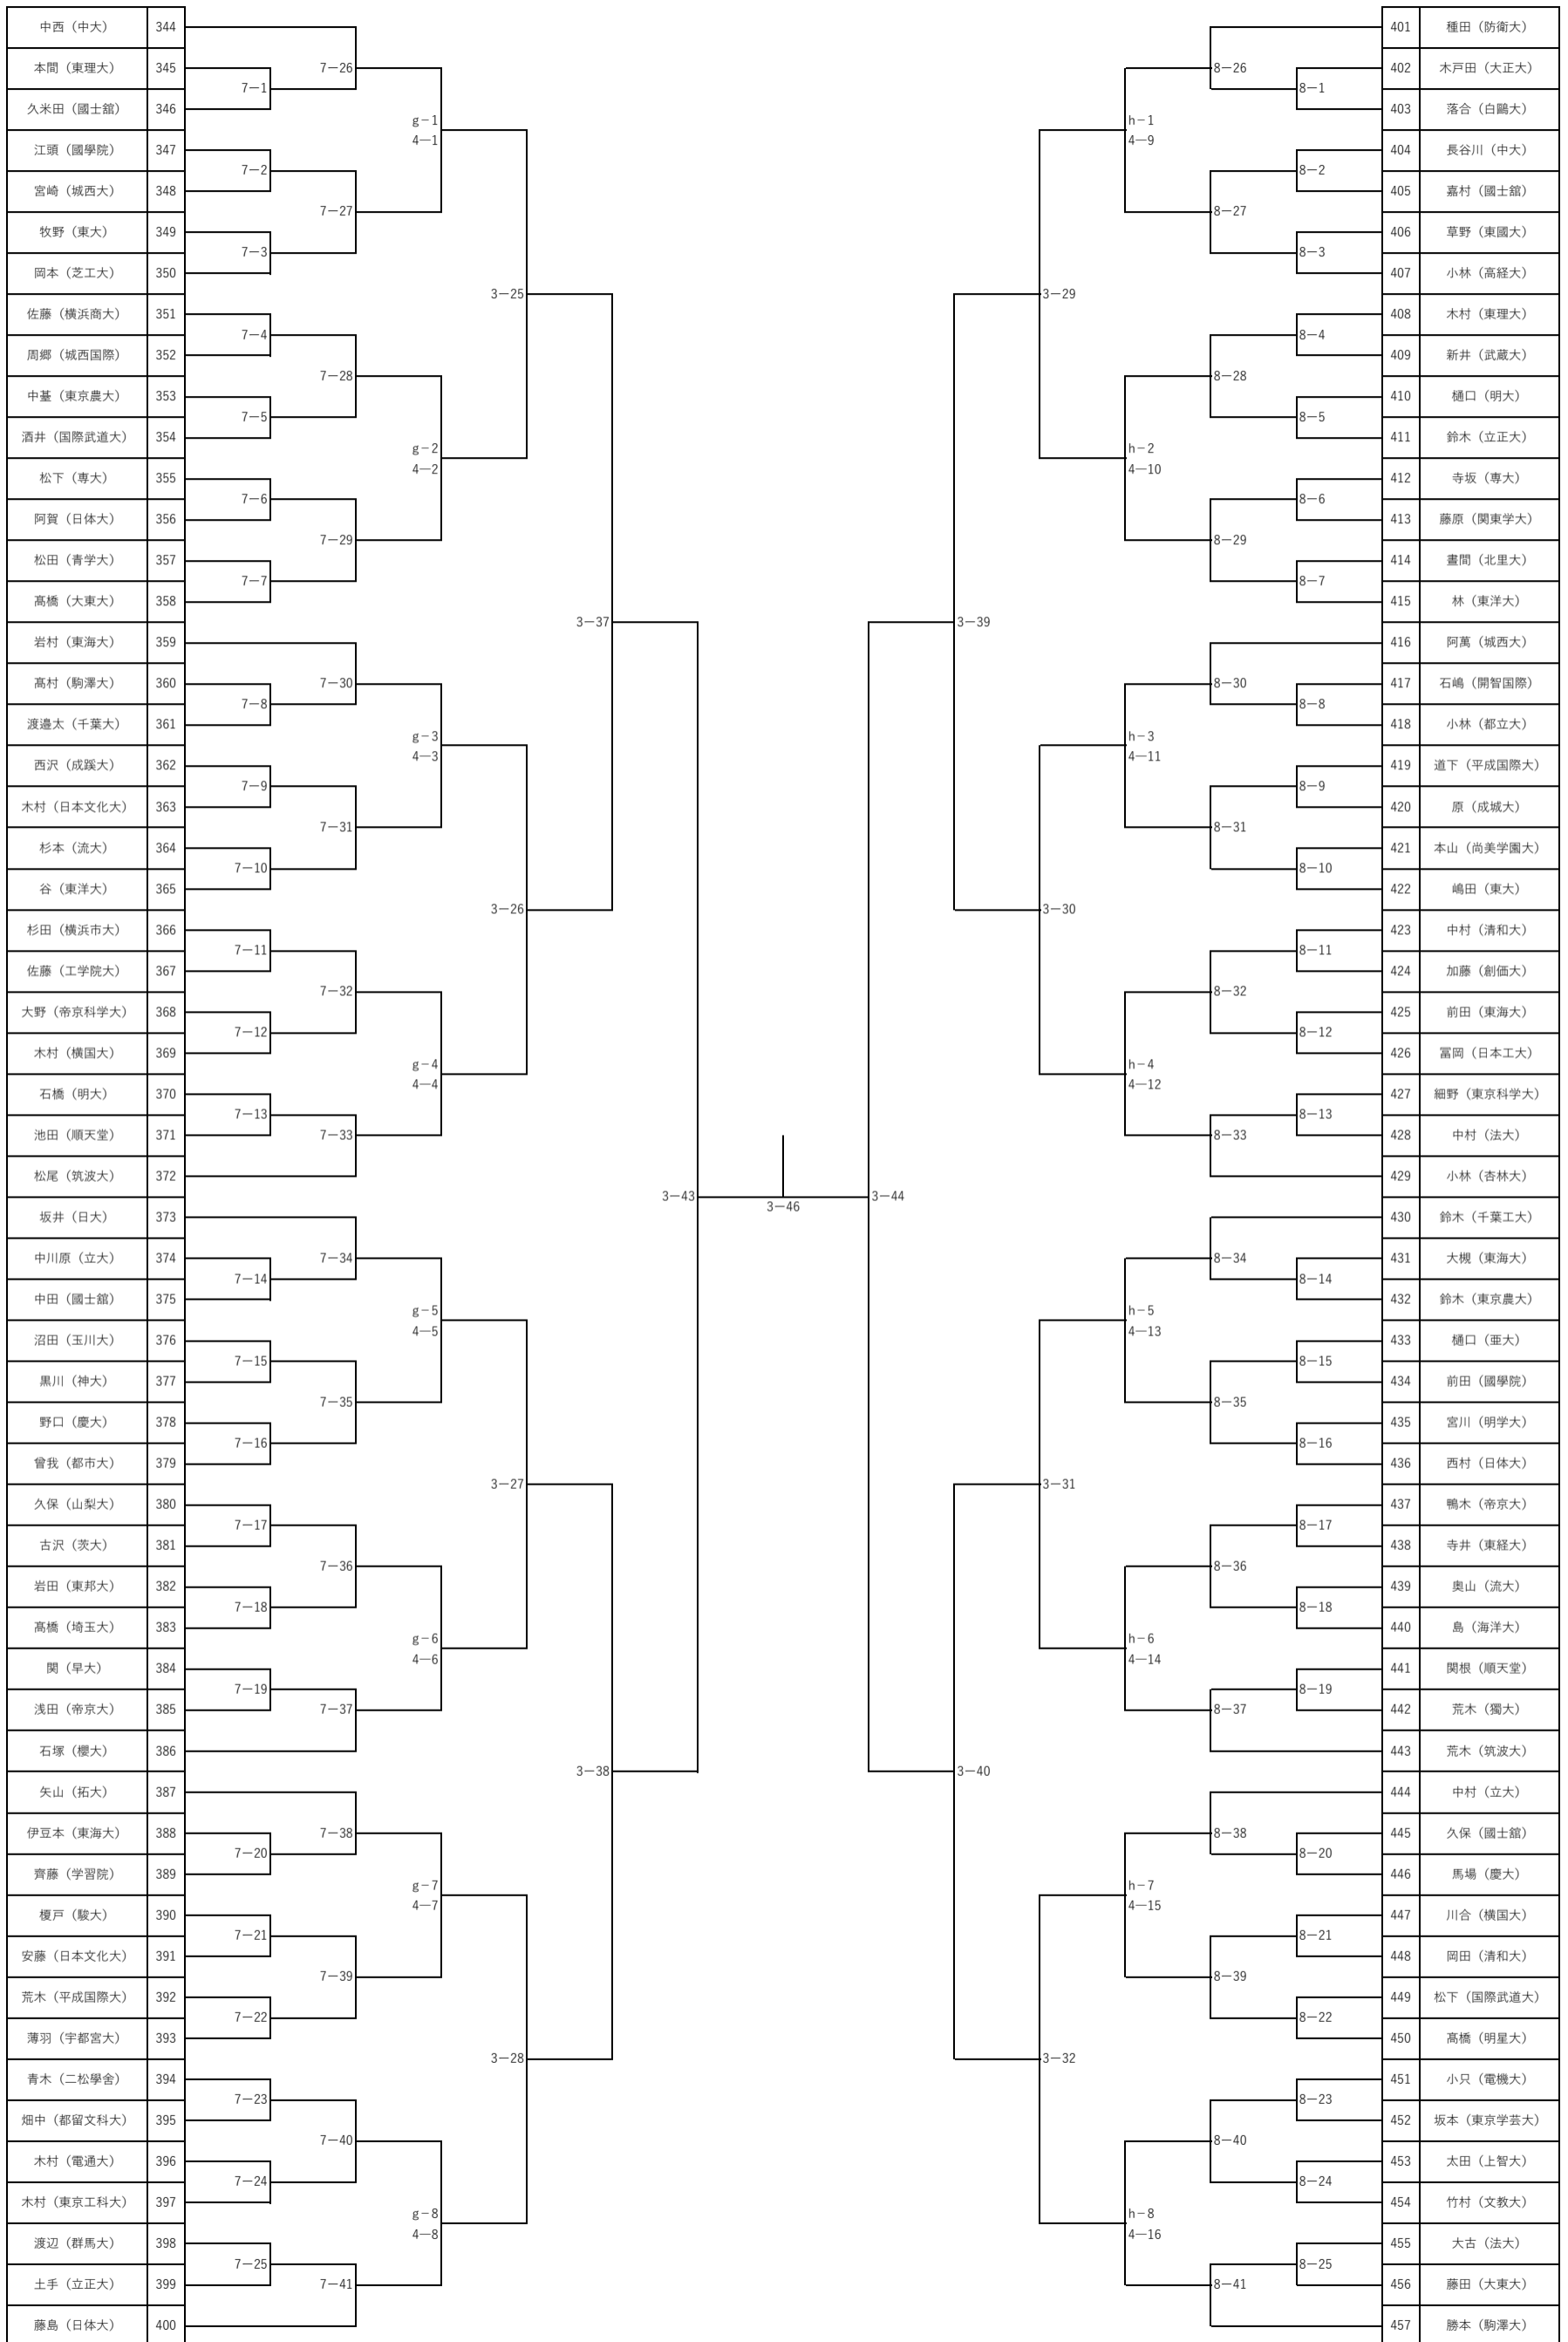 中西（中大） 344
本間（東理大） 345
久米田（國士舘） 346
江頭（國學院） 347
宮崎（城西大） 348
牧野（東大） 349
岡本（芝工大） 350
佐藤（横浜商大） 351
周郷（城西国際） 352
中墓（東京農大） 353
酒井（国際武道大） 354
松下（専大） 355
阿賀（日体大） 356
松田（青学大） 357
髙橋（大東大） 358
岩村（東海大） 359
髙村（駒澤大） 360
渡邉太（千葉大） 361
西沢（成蹊大） 362
木村（日本文化大） 363
杉本（流大） 364
谷（東洋大） 365
杉田（横浜市大） 366
佐藤（工学院大） 367
大野（帝京科学大） 368
木村（横国大） 369
石橋（明大） 370
池田（順天堂） 371
松尾（筑波大） 372
坂井（日大） 373
中川原（立大） 374
中田（國士舘） 375
沼田（玉川大） 376
黒川（神大） 377
野口（慶大） 378
曾我（都市大） 379
久保（山梨大） 380
古沢（茨大） 381
岩田（東邦大） 382
髙橋（埼玉大） 383
関（早大） 384
浅田（帝京大） 385
石塚（櫻大） 386
矢山（拓大） 387
伊豆本（東海大） 388
齊藤（学習院） 389
榎戸（駿大） 390
安藤（日本文化大） 391
荒木（平成国際大） 392
薄羽（宇都宮大） 393
青木（二松學舍） 394
畑中（都留文科大） 395
木村（電通大） 396
木村（東京工科大） 397
渡辺（群馬大） 398
土手（立正大） 399
藤島（日体大） 400
7－1
7－2
7－3
7－4
7－5
7－6
7－7
7－8
7－9
7－10
7－11
7－12
7－13
7－14
7－15
7－16
7－17
7－18
7－19
7－20
7－21
7－22
7－23
7－24
7－25
7－26
7－27
7－28
7－29
7－30
7－31
7－32
7－33
7－34
7－35
7－36
7－37
7－38
7－39
7－40
7－41
g－1
4－1
g－2
4－2
g－3
4－3
g－4
4－4
g－5
4－5
g－6
4－6
g－7
4－7
g－8
4－8
3－25
3－26
3－27
3－28
3－37
3－38
3－43
3－46
3－44
3－39
3－40
3－29
3－30
3－31
3－32
h－1
4－9
h－2
4－10
h－3
4－11
h－4
4－12
h－5
4－13
h－6
4－14
h－7
4－15
h－8
4－16
8－26
8－27
8－28
8－29
8－30
8－31
8－32
8－33
8－34
8－35
8－36
8－37
8－38
8－39
8－40
8－41
8－1
8－2
8－3
8－4
8－5
8－6
8－7
8－8
8－9
8－10
8－11
8－12
8－13
8－14
8－15
8－16
8－17
8－18
8－19
8－20
8－21
8－22
8－23
8－24
8－25
401 種田（防衛大）
402 木戸田（大正大）
403 落合（白鷗大）
404 長谷川（中大）
405 嘉村（國士舘）
406 草野（東國大）
407 小林（高経大）
408 木村（東理大）
409 新井（武蔵大）
410 樋口（明大）
411 鈴木（立正大）
412 寺坂（専大）
413 藤原（関東学大）
414 晝間（北里大）
415 林（東洋大）
416 阿萬（城西大）
417 石嶋（開智国際）
418 小林（都立大）
419 道下（平成国際大）
420 原（成城大）
421 本山（尚美学園大）
422 嶋田（東大）
423 中村（清和大）
424 加藤（創価大）
425 前田（東海大）
426 冨岡（日本工大）
427 細野（東京科学大）
428 中村（法大）
429 小林（杏林大）
430 鈴木（千葉工大）
431 大槻（東海大）
432 鈴木（東京農大）
433 樋口（亜大）
434 前田（國學院）
435 宮川（明学大）
436 西村（日体大）
437 鴨木（帝京大）
438 寺井（東経大）
439 奥山（流大）
440 島（海洋大）
441 関根（順天堂）
442 荒木（獨大）
443 荒木（筑波大）
444 中村（立大）
445 久保（國士舘）
446 馬場（慶大）
447 川合（横国大）
448 岡田（清和大）
449 松下（国際武道大）
450 髙橋（明星大）
451 小只（電機大）
452 坂本（東京学芸大）
453 太田（上智大）
454 竹村（文教大）
455 大古（法大）
456 藤田（大東大）
457 勝本（駒澤大）